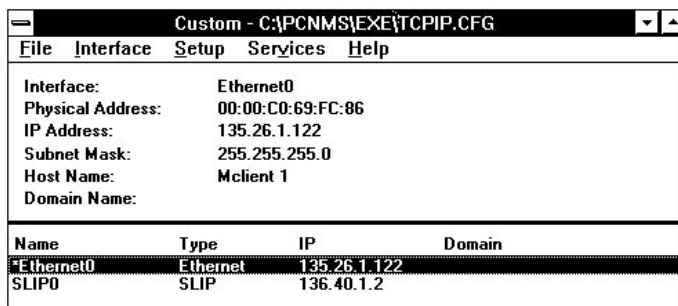 Custom - C:\PCNMS\EXE\TCPIP.CFG
File Interface Setup Services Help
Interface: Ethernet0
Physical Address: 00:00:C0:69:FC:86
IP Address: 135.26.1.122
Subnet Mask: 255.255.255.0
Host Name: Mclient 1
Domain Name:
Name Type IP Domain
*Ethernet0 Ethernet 135.26.1.122
SLIP0 SLIP 136.40.1.2